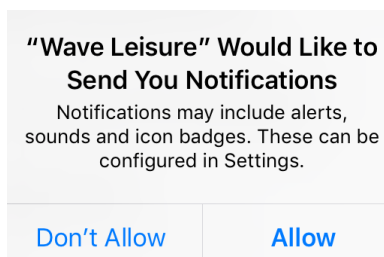 “Wave Leisure” Would Like to
Send You Notifications
Notifications may include alerts,
sounds and icon badges. These can be
configured in Settings.
Don’t Allow
Allow